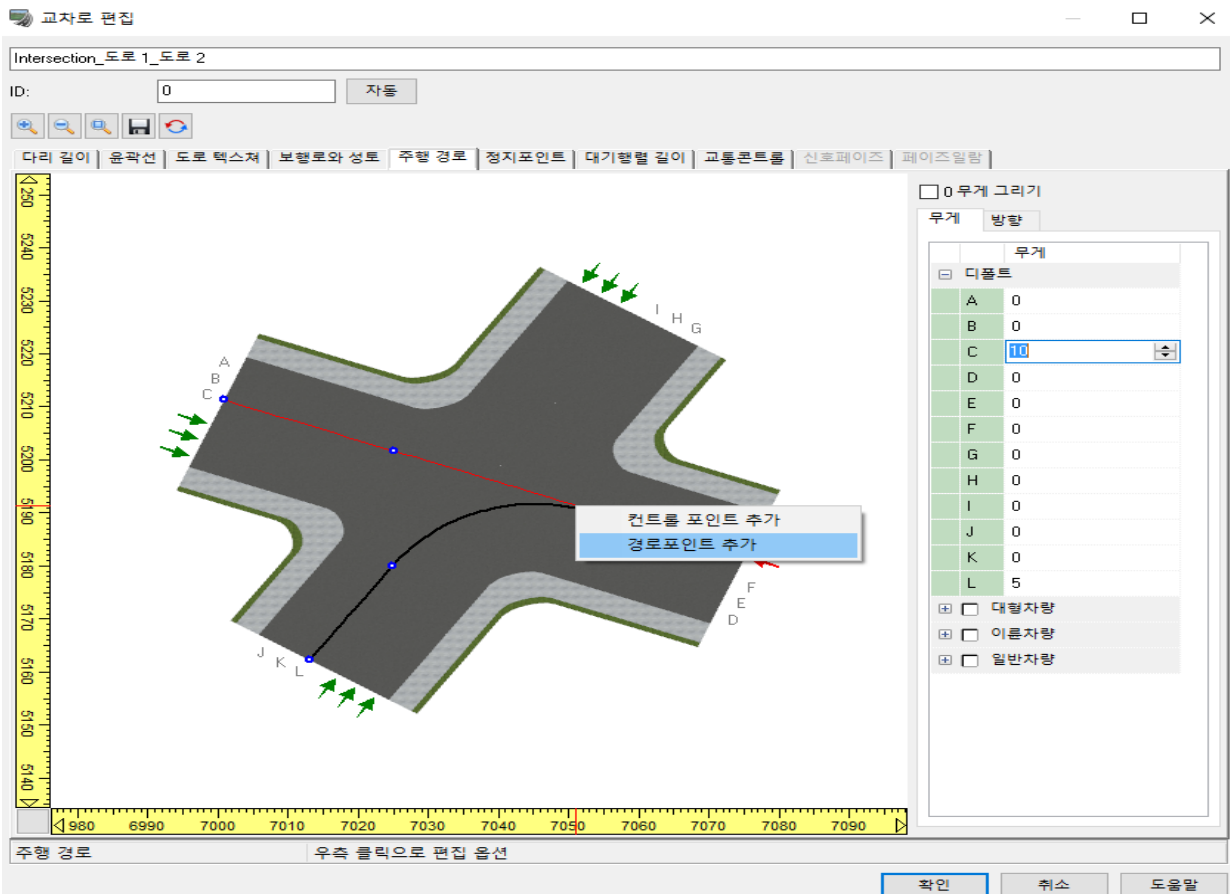 교차로 편집
Intersection_도로 1_도로 2
ID: 0 자동
다리 길이 윤곽선 도로 텍스쳐 보행로와 성토 주행 경로 정지포인트 대기행렬 길이 교통콘트롤 신호페이즈 페이즈일람
0 무게 그리기
무게 방향
무게
디폴트
A 0
B 0
C 10
D 0
E 0
F 0
G 0
H 0
I 0
J 0
K 0
L 5
대형차량
이륜차량
일반차량
250
5240
5230
5220
5210
5200
5190
5180
5170
5160
5150
5140
I
H
G
A
B
C
컨트롤 포인트 추가
경로포인트 추가
F
E
D
J
K
L
980 6990 7000 7010 7020 7030 7040 7050 7060 7070 7080 7090
주행 경로 우측 클릭으로 편집 옵션
확인 취소 도움말